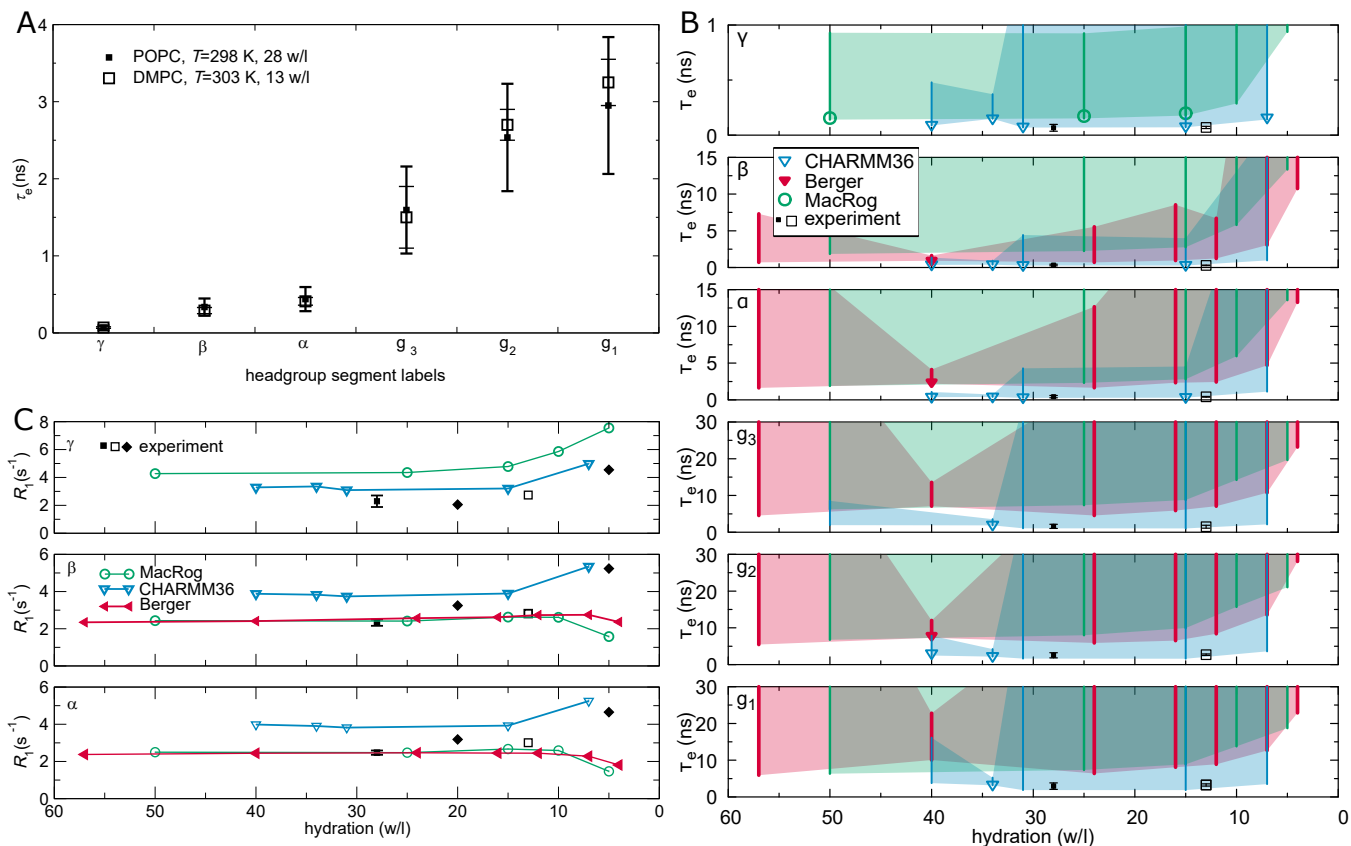 A
4
3
2
1
0
τe(ns)
POPC, T=298 K, 28 w/l
DMPC, T=303 K, 13 w/l
γ β α g3 g2 g1
headgroup segment labels
B
γ
1
0
τe (ns)
CHARMM36
Berger
MacRog
experiment
β
15
10
5
0
τe (ns)
α
15
10
5
0
τe (ns)
g3
30
20
10
0
τe (ns)
g2
30
20
10
0
τe (ns)
g1
30
20
10
0
τe (ns)
60 50 40 30 20 10 0
hydration (w/l)
C
γ
experiment
8
6
4
2
0
R1(s-1)
β
MacRog
CHARMM36
Berger
6
4
2
0
R1(s-1)
α
6
4
2
0
R1(s-1)
60 50 40 30 20 10 0
hydration (w/l)